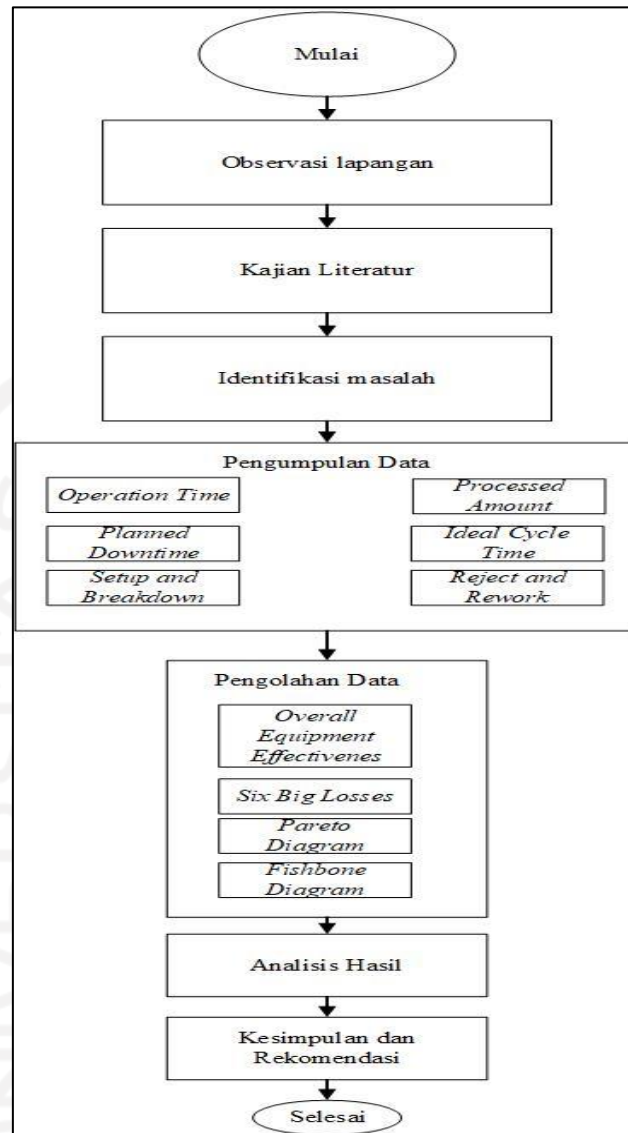 Mulai
Observasi lapangan
Kajian Literatur
Identifikasi masalah
Pengumpulan Data
Operation Time
Processed
Amount
Planned
Downtime
Ideal Cycle
Time
Setup and
Breakdown
Reject and
Rework
Pengolahan Data
Overall
Equipment
Effectivenes
Six Big Losses
Pareto
Diagram
Fishbone
Diagram
Analisis Hasil
Kesimpulan dan
Rekomendasi
Selesai